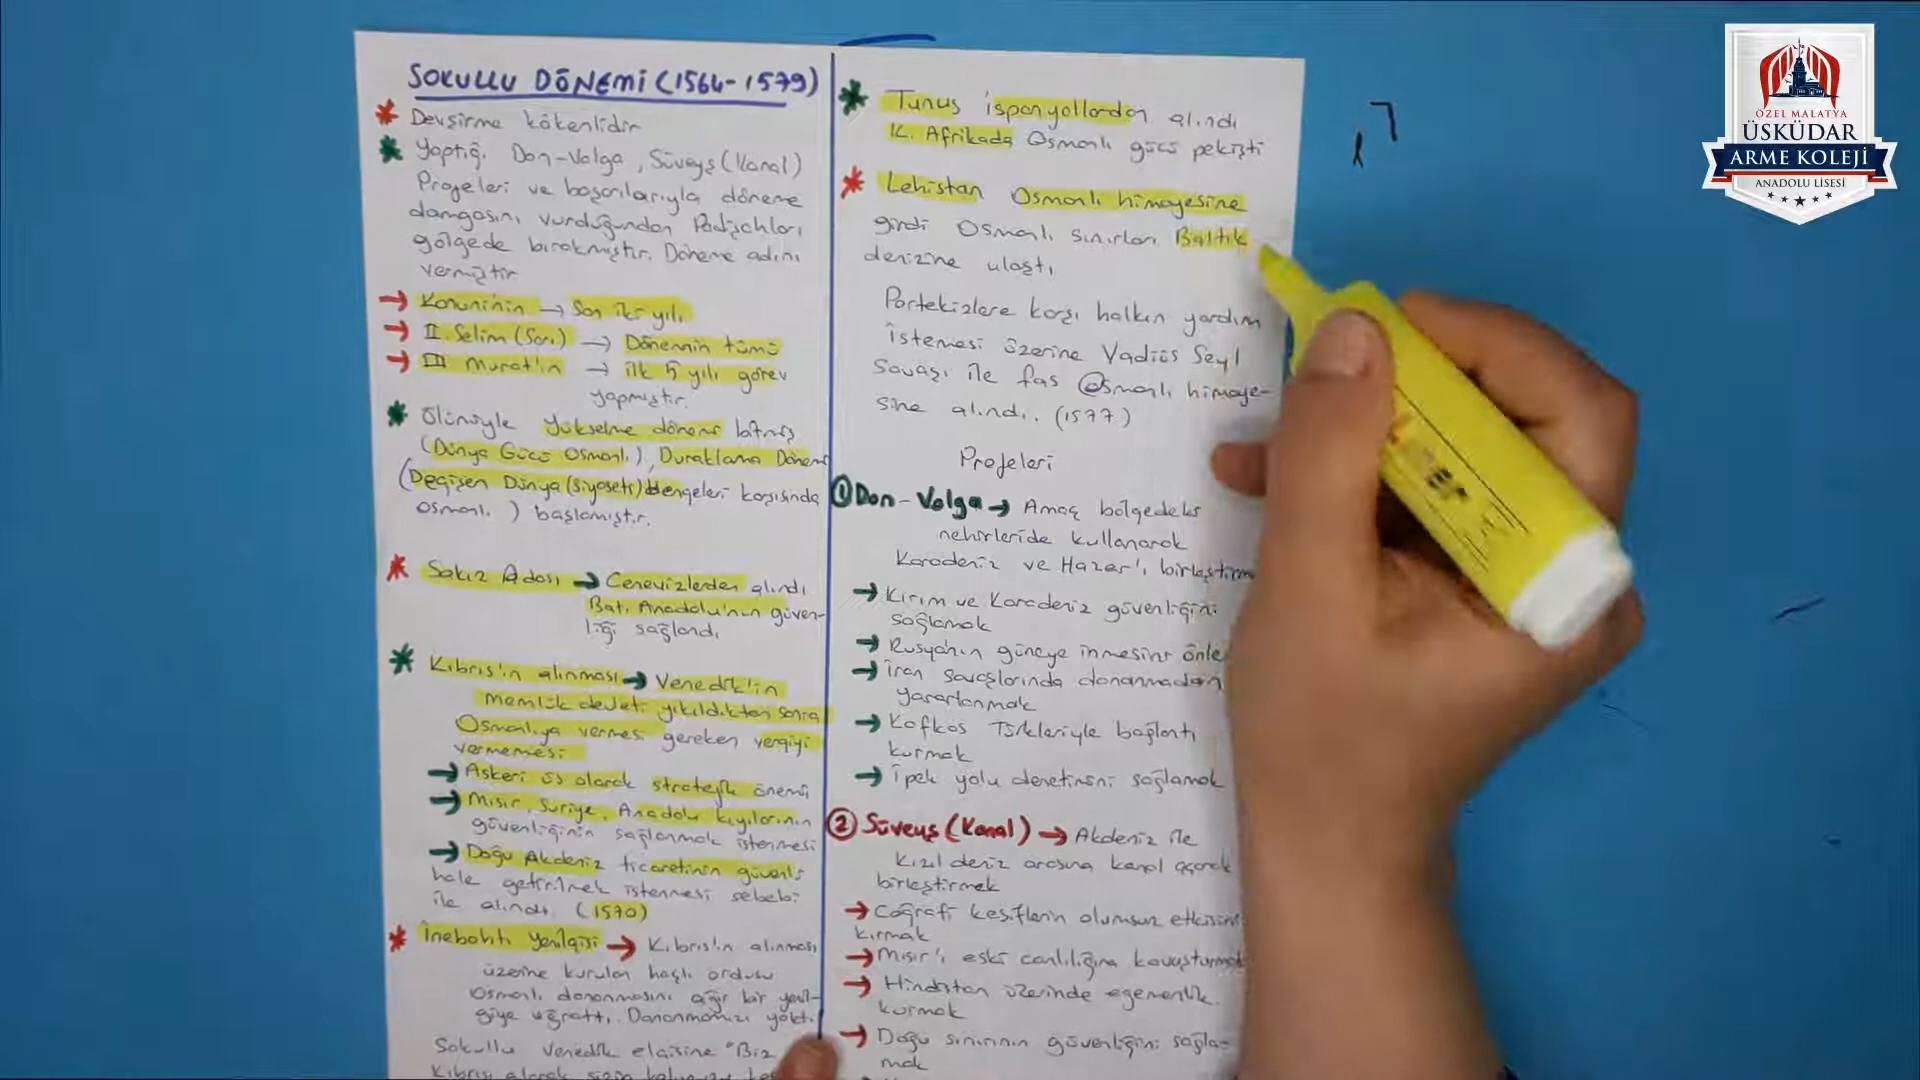 SOKULLU DÖNEMİ (1564-1579)
Devşirme kökenlidir
Yaptığı Don-Volga, Süveyş (Kanal)
Projeleri ve başarılarıyla döneme
damgasını vurduğundan Padişahları
gölgede bırakmıştır. Döneme adını
vermiştir
Kanuni'nin → Son iki yılı
II. Selim (Sarı) → Dönemin tümü
III Murat'ın → ilk 5 yılı görev
yapmıştır.
Ölümüyle Yükselme dönemi bitmiş
(Dünya Gücü Osmanlı), Duraklama Dönemi
(Değişen Dünya (siyaseti) dengeleri karşısında
Osmanlı) başlamıştır.
Sakız Adası → Cenevizlerden alındı
Batı Anadolu'nun güven-
liği sağlandı
Kıbrıs'ın alınması → Venedik'in
memlük devleti yıkıldıktan sonra
Osmanlıya vermesi gereken vergiyi
vermemesi
→ Askeri üs olarak stratejik önemi
→ Mısır, Suriye, Anadolu kıyılarının
güvenliğinin sağlanmak istenmesi
→ Doğu Akdeniz ticaretinin güvenli
hale getirilmek istenmesi sebebi
ile alındı. (1570)
İnebahtı Yenilgisi → Kıbrıs'ın alınması
üzerine kurulan haçlı ordusu
Osmanlı donanmasını ağır bir yenil-
giye uğrattı. Donanmamızı yaktı.
Sokullu Venedik elçisine "Biz
Kıbrısı alarak sizin
Tunus İspanyollardan alındı
K. Afrikada Osmanlı gücü pekişti
Lehistan Osmanlı himayesine
girdi Osmanlı sınırları Baltık
denizine ulaştı
Portekizlere karşı halkın yardım
istemesi üzerine Vadiüs Seyl
Savaşı ile fas Osmanlı himaye-
sine alındı. (1577)
Projeleri
① Don-Volga → Amaç bölgedeki
nehirleride kullanarak
Karadeniz ve Hazar'ı birleştirm
→ Kırım ve Karadeniz güvenliğini
sağlamak
→ Rusya'nın güneye inmesini önle
→ İran savaşlarında donanmadan
yararlanmak
→ Kafkas Türkleriyle bağlantı
kurmak
→ İpek yolu denetimini sağlamak
② Süveyş (Kanal) → Akdeniz ile
Kızıl deniz arasına kanal açarak
birleştirmek
→ Coğrafi keşiflerin olumsuz etkisini
kırmak
→ Mısır'ı eski canlılığına kavuşturmak
→ Hindistan üzerinde egemenlik
kurmak
→ Doğu sınırının güvenliğini sağla-
mak
ÖZEL MALATYA
ÜSKÜDAR
ARME KOLEJİ
ANADOLU LİSESİ